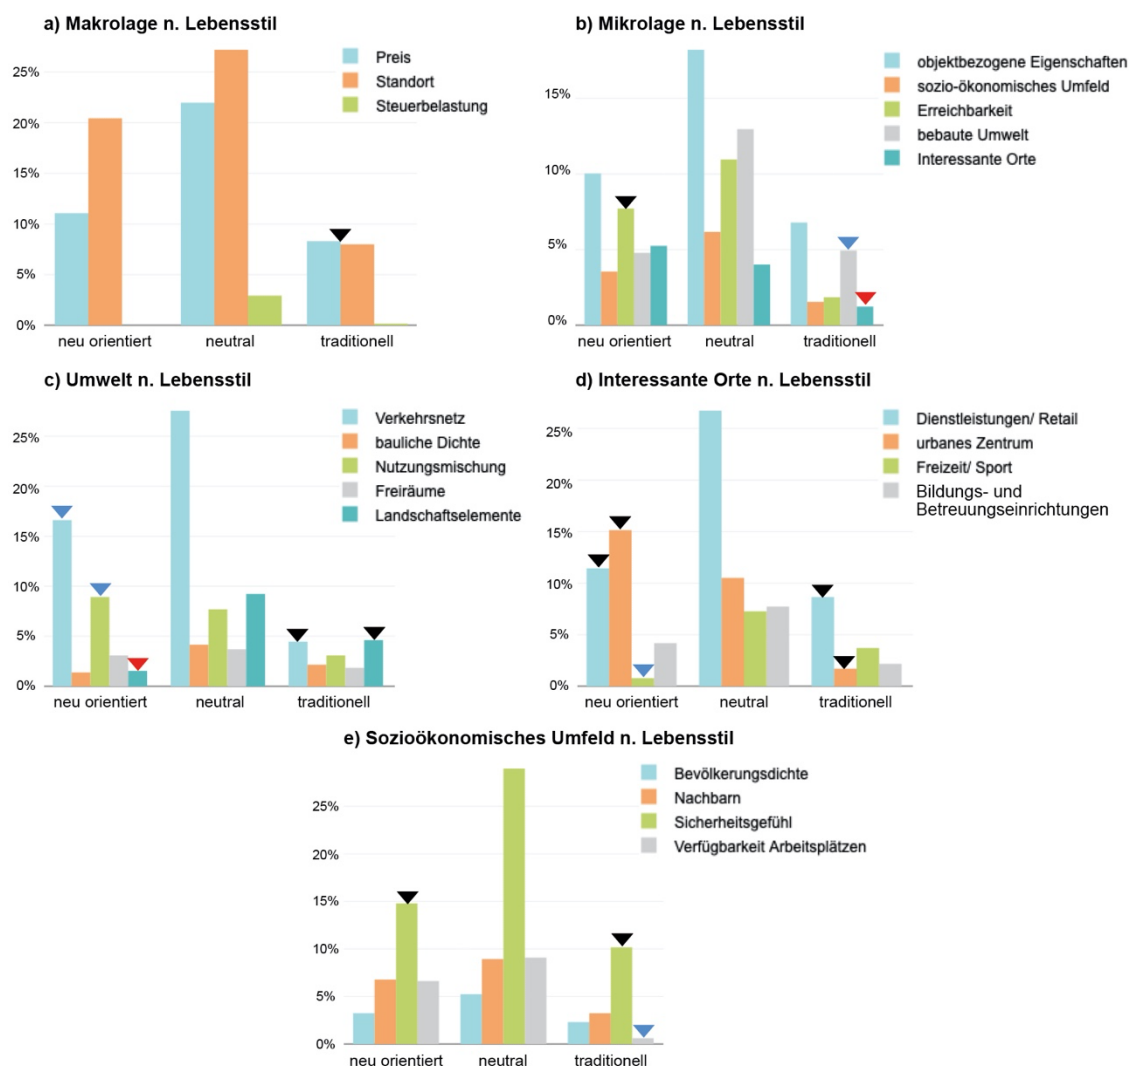 a) Makrolage n. Lebensstil
25%
20%
15%
10%
5%
0%
Preis
Standort
Steuerbelastung
neu orientiert
neutral
traditionell
b) Mikrolage n. Lebensstil
15%
10%
5%
0%
objektbezogene Eigenschaften
sozio-ökonomisches Umfeld
Erreichbarkeit
bebaute Umwelt
Interessante Orte
neu orientiert
neutral
traditionell
c) Umwelt n. Lebensstil
25%
20%
15%
10%
5%
0%
Verkehrsnetz
bauliche Dichte
Nutzungsmischung
Freiräume
Landschaftselemente
neu orientiert
neutral
traditionell
d) Interessante Orte n. Lebensstil
25%
20%
15%
10%
5%
0%
Dienstleistungen/ Retail
urbanes Zentrum
Freizeit/ Sport
Bildungs- und
Betreuungseinrichtungen
neu orientiert
neutral
traditionell
e) Sozioökonomisches Umfeld n. Lebensstil
25%
20%
15%
10%
5%
0%
Bevölkerungsdichte
Nachbarn
Sicherheitsgefühl
Verfügbarkeit Arbeitsplätzen
neu orientiert
neutral
traditionell